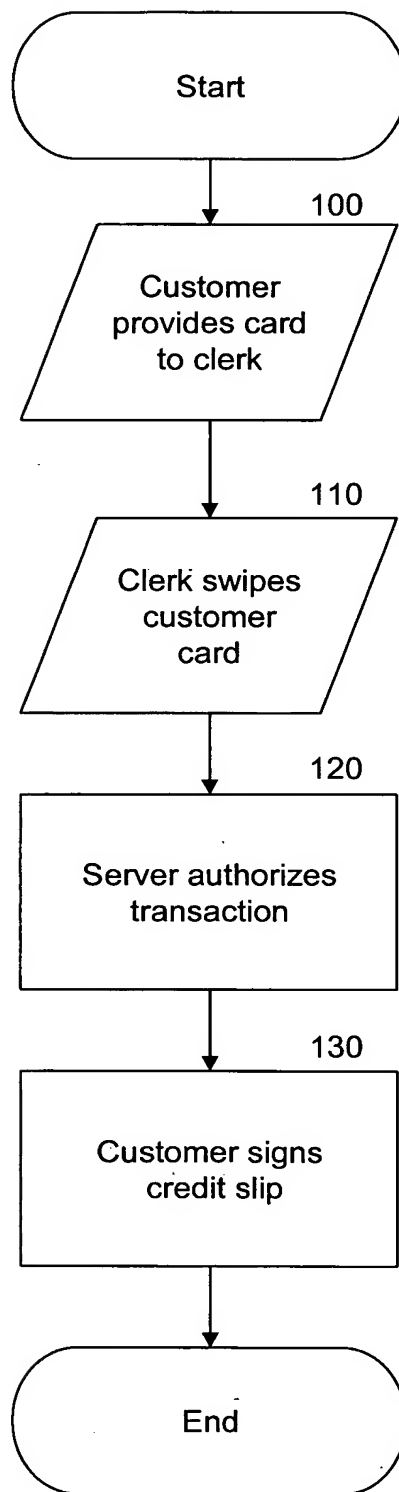 Start
100
Customer
provides card
to clerk
110
Clerk swipes
customer
card
120
Server authorizes
transaction
130
Customer signs
credit slip
End